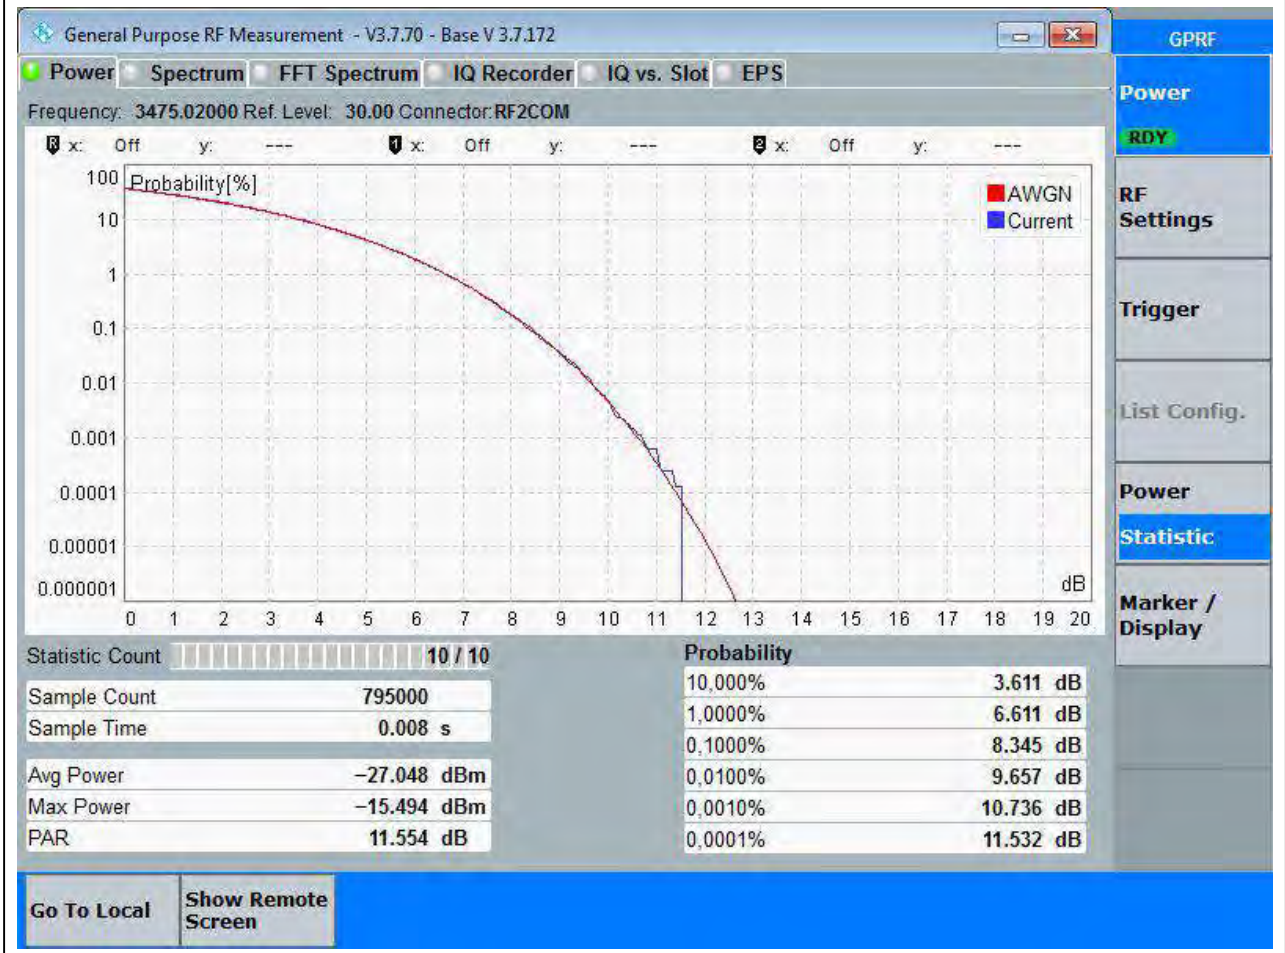 General Purpose RF Measurement - V3.7.70 - Base V 3.7.172
GPRF
Power Spectrum FFT Spectrum IQ Recorder IQ vs. Slot EPS
Frequency: 3475.02000 Ref. Level: 30.00 Connector:RF2COM
R x: Off y: --- 1 x: Off y: --- 2 x: Off y: ---
Probability[%]
AWGN
Current
100
10
1
0.1
0.01
0.001
0.0001
0.00001
0.000001
dB
0 1 2 3 4 5 6 7 8 9 10 11 12 13 14 15 16 17 18 19 20
Statistic Count 10 / 10
Sample Count 795000
Sample Time 0.008 s
Avg Power −27.048 dBm
Max Power −15.494 dBm
PAR 11.554 dB
Probability
10,000% 3.611 dB
1,0000% 6.611 dB
0,1000% 8.345 dB
0,0100% 9.657 dB
0,0010% 10.736 dB
0,0001% 11.532 dB
Power
RDY
RF
Settings
Trigger
List Config.
Power
Statistic
Marker /
Display
Go To Local
Show Remote
Screen